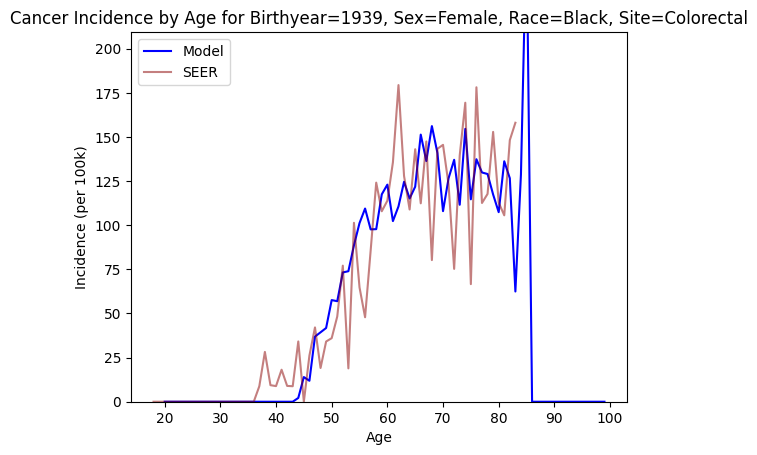 Cancer Incidence by Age for Birthyear=1939, Sex=Female, Race=Black, Site=Colorectal
Model
SEER
200
175
150
125
100
75
50
25
0
Incidence (per 100k)
20 30 40 50 60 70 80 90 100
Age